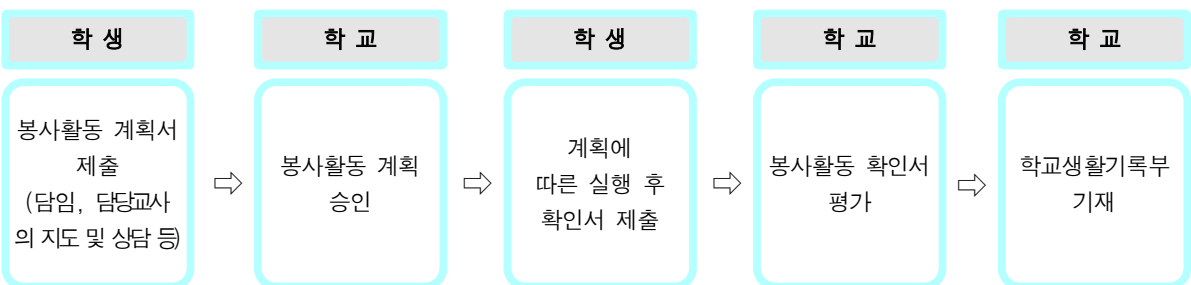 학 생
학 교
학 생
학 교
학 교
봉사활동 계획서
제출
(담임, 담당교사
의 지도 및 상담 등)
⇨
봉사활동 계획
승인
⇨
계획에
따른 실행 후
확인서 제출
⇨
봉사활동 확인서
평가
⇨
학교생활기록부
기재